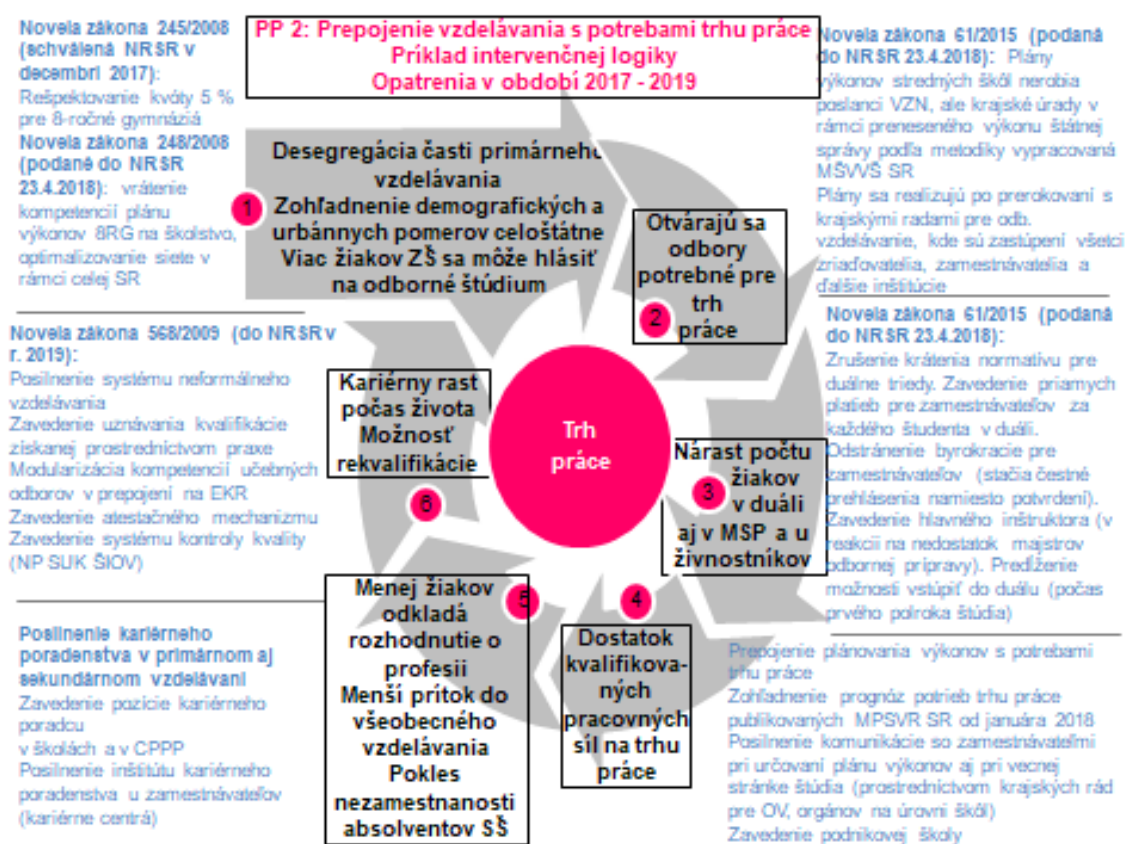 PP 2: Prepojenie vzdelávania s potrebami trhu práce
Príklad intervenčnej logiky
Opatrenia v období 2017 - 2019
Novela zákona 245/2008
(schválená NRSR v
decembri 2017):
Rešpektovanie kvóty 5 %
pre 8-ročné gymnáziá
Novela zákona 248/2008
(podané do NRSR
23.4.2018): vrátenie
kompetencií plánu
výkonov 8RG na školstvo,
optimalizovanie siete v
rámci celej SR
1
Desegregácia časti primárneho
vzdelávania
Zohľadnenie demografických a
urbánnych pomerov celoštátne
Viac žiakov ZŠ sa môže hlásiť
na odborné štúdium
Novela zákona 61/2015 (podaná
do NRSR 23.4.2018): Plány
výkonov stredných škôl nerobia
poslanci VZN, ale krajské úrady v
rámci preneseného výkonu štátnej
správy podľa metodiky vypracovaná
MŠVVŠ SR
Plány sa realizujú po prerokovaní s
krajskými radami pre odb.
vzdelávanie, kde sú zastúpení všetci
zriaďovatelia, zamestnávatelia a
ďalšie inštitúcie
Otvárajú sa
odbory
potrebné pre
trh
práce
2
Novela zákona 61/2015 (podaná
do NRSR 23.4.2018):
Zrušenie krátenia normatívu pre
duálne triedy. Zavedenie priamych
platieb pre zamestnávateľov za
každého študenta v duáli.
Odstránenie byrokracie pre
zamestnávateľov (stačia čestné
prehlásenia namiesto potvrdení).
Zavedenie hlavného inštruktora (v
reakcii na nedostatok majstrov
odbornej prípravy). Predĺženie
možnosti vstúpiť do duálu (počas
prvého polroka štúdia)
Nárast počtu
žiakov
v duáli
aj v MSP a u
živnostníkov
3
Trh
práce
Novela zákona 568/2009 (do NRSR v
r. 2019):
Posilnenie systému neformálneho
vzdelávania
Zavedenie uznávania kvalifikácie
získanej prostredníctvom praxe
Modularizácia kompetencií učebných
odborov v prepojení na EKR
Zavedenie atestačného mechanizmu
Zavedenie systému kontroly kvality
(NP SUK ŠIOV)
Kariérny rast
počas života
Možnosť
rekvalifikácie
6
Posilnenie kariérneho
poradenstva v primárnom aj
sekundárnom vzdelávaní
Zavedenie pozície kariérneho
poradcu
v školách a v CPPP
Posilnenie inštitútu kariérneho
poradenstva u zamestnávateľov
(kariérne centrá)
Menej žiakov
odkladá
rozhodnutie o
profesii
Menší prítok do
všeobecného
vzdelávania
Pokles
nezamestnanosti
absolventov SŠ
5
4
Dostatok
kvalifikova-
ných
pracovných
síl na trhu
práce
Prepojenie plánovania výkonov s potrebami
trhu práce
Zohľadnenie prognóz potrieb trhu práce
publikovaných MPSVR SR od januára 2018
Posilnenie komunikácie so zamestnávateľmi
pri určovaní plánu výkonov aj pri vecnej
stránke štúdia (prostredníctvom krajských rád
pre OV, orgánov na úrovni škôl)
Zavedenie podnikovej školy